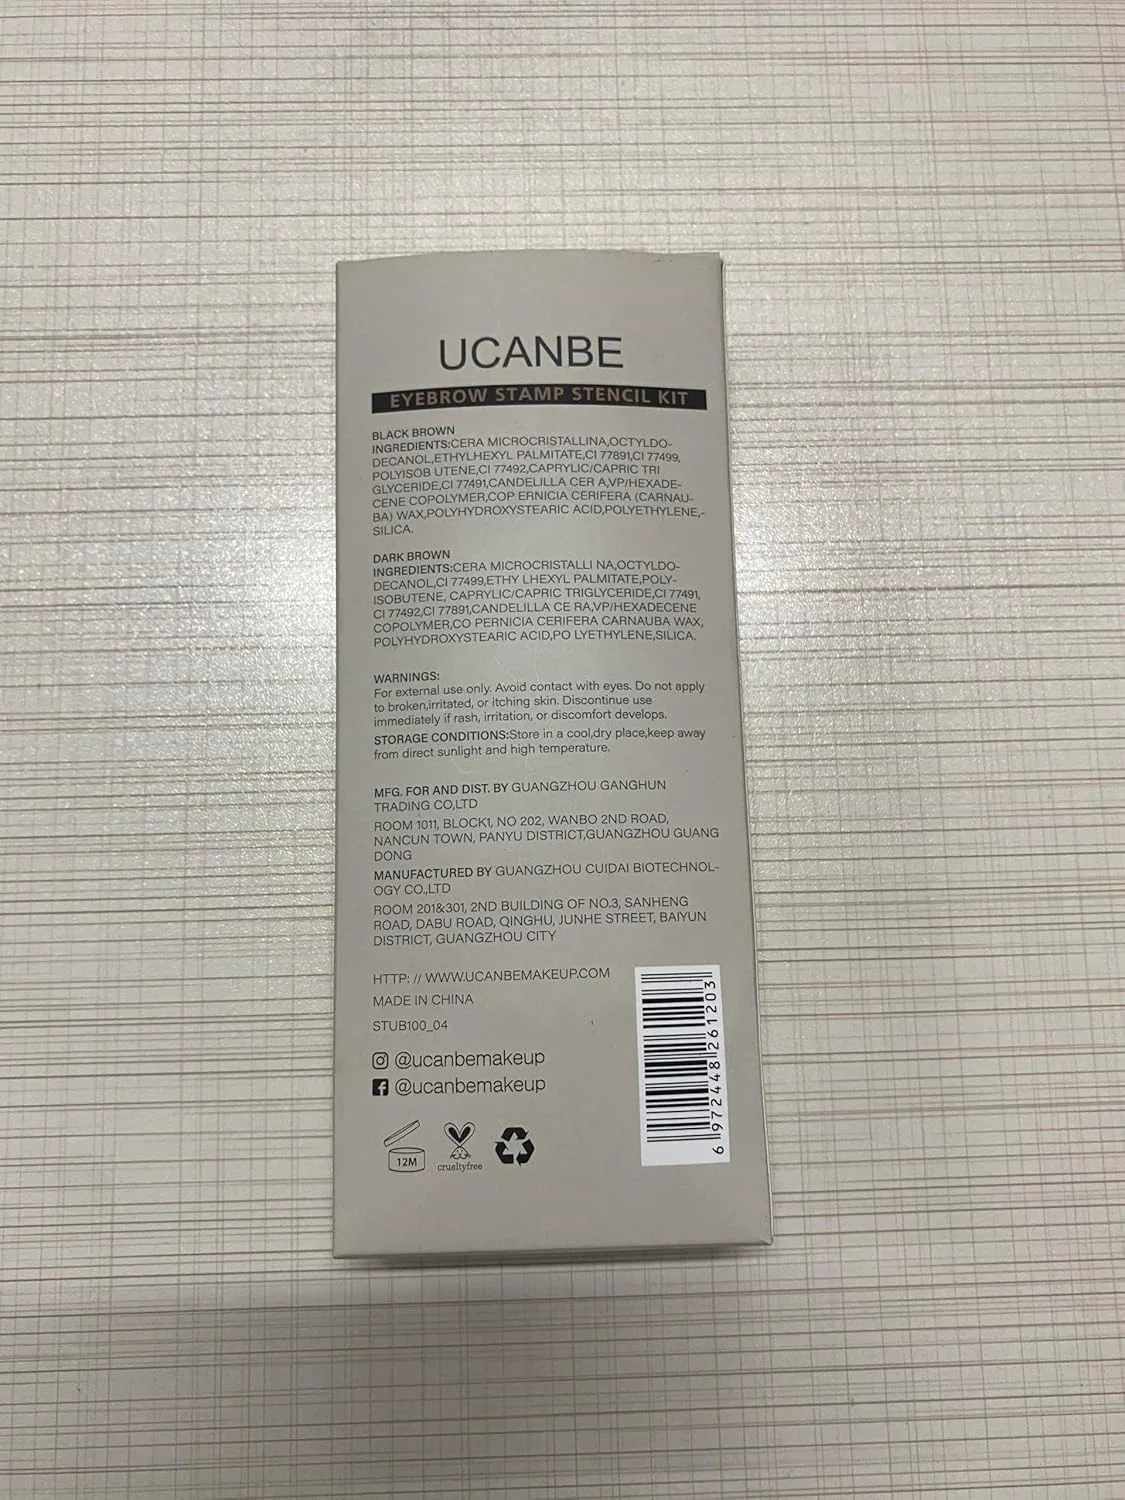 UCANBE
EYEBROW STAMP STENCIL KIT
BLACK BROWN
INGREDIENTS:CERA MICROCRISTALLINA,OCTYLDO-
DECANOL,ETHYLHEXYL PALMITATE,CI 77891,CI 77499,
POLYISOB UTENE,CI 77492,CAPRYLIC/CAPRIC TRI
GLYCERIDE,CI 77491,CANDELILLA CER A,VP/HEXADE-
CENE COPOLYMER,COP ERNICIA CERIFERA (CARNAU-
BA) WAX,POLYHYDROXYSTEARIC ACID,POLYETHYLENE,-
SILICA.
DARK BROWN
INGREDIENTS:CERA MICROCRISTALLI NA,OCTYLDO-
DECANOL,CI 77499,ETHY LHEXYL PALMITATE,POLY-
ISOBUTENE, CAPRYLIC/CAPRIC TRIGLYCERIDE,CI 77491,
CI 77492,CI 77891,CANDELILLA CE RA,VP/HEXADECENE
COPOLYMER,CO PERNICIA CERIFERA CARNAUBA WAX,
POLYHYDROXYSTEARIC ACID,PO LYETHYLENE,SILICA.
WARNINGS:
For external use only. Avoid contact with eyes. Do not apply
to broken,irritated, or itching skin. Discontinue use
immediately if rash, irritation, or discomfort develops.
STORAGE CONDITIONS:Store in a cool,dry place,keep away
from direct sunlight and high temperature.
MFG. FOR AND DIST. BY GUANGZHOU GANGHUN
TRADING CO,LTD
ROOM 1011, BLOCK1, NO 202, WANBO 2ND ROAD,
NANCUN TOWN, PANYU DISTRICT,GUANGZHOU GUANG
DONG
MANUFACTURED BY GUANGZHOU CUIDAI BIOTECHNOL-
OGY CO.,LTD
ROOM 201&301, 2ND BUILDING OF NO.3, SANHENG
ROAD, DABU ROAD, QINGHU, JUNHE STREET, BAIYUN
DISTRICT, GUANGZHOU CITY
HTTP: // WWW.UCANBEMAKEUP.COM
MADE IN CHINA
STUB100_04
@ucanbemakeup
@ucanbemakeup
12M
crueltyfree
6 972448 261203